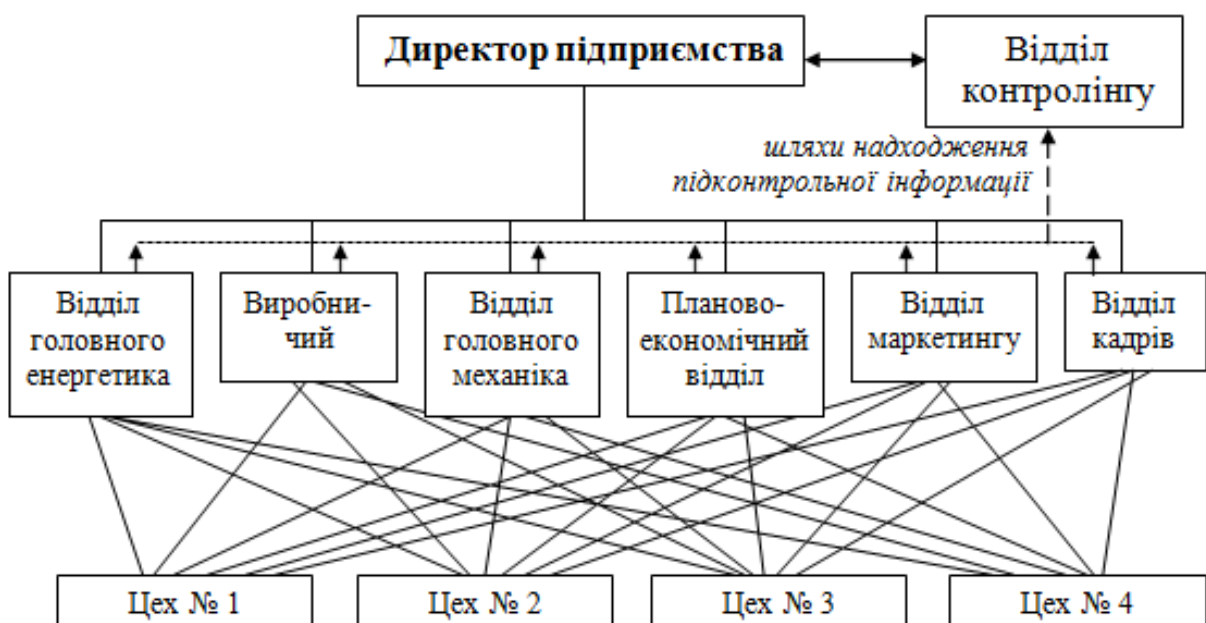 Директор підприємства
Відділ
контролінгу
шляхи надходження
підконтрольної інформації
Відділ
головного
енергетика
Виробни-
чий
Відділ
головного
механіка
Планово-
економічний
відділ
Відділ
маркетингу
Відділ
кадрів
Цех № 1
Цех № 2
Цех № 3
Цех № 4